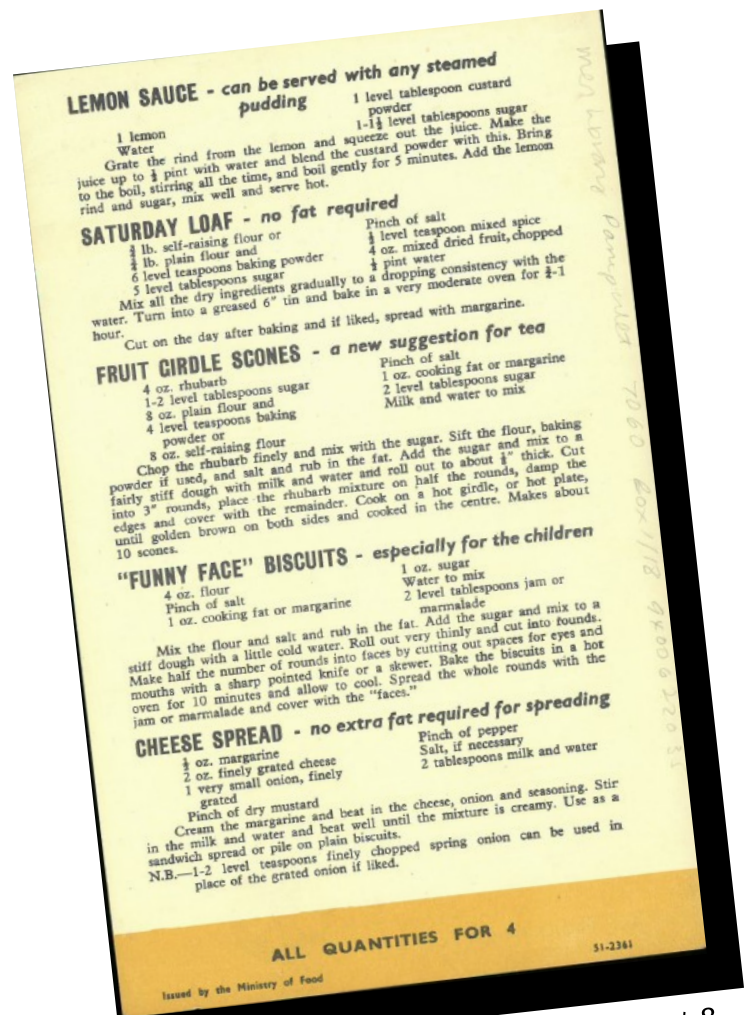 LEMON SAUCE - can be served with any steamed
pudding
1 lemon
Water
1 level tablespoon custard
powder
1-1½ level tablespoons sugar
Grate the rind from the lemon and squeeze out the juice. Make the
juice up to ½ pint with water and blend the custard powder with this. Bring
to the boil, stirring all the time, and boil gently for 5 minutes. Add the lemon
rind and sugar, mix well and serve hot.
SATURDAY LOAF - no fat required
lb. self-raising flour or
lb. plain flour and
6 level teaspoons baking powder
5 level tablespoons sugar
Pinch of salt
½ level teaspoon mixed spice
4 oz. mixed dried fruit, chopped
½ pint water
Mix all the dry ingredients gradually to a dropping consistency with the
water. Turn into a greased 6" tin and bake in a very moderate oven for ¾-1
hour.
Cut on the day after baking and if liked, spread with margarine.
FRUIT GIRDLE SCONES - a new suggestion for tea
4 oz. rhubarb
1-2 level tablespoons sugar
8 oz. plain flour and
4 level teaspoons baking
powder or
8 oz. self-raising flour
Pinch of salt
1 oz. cooking fat or margarine
2 level tablespoons sugar
Milk and water to mix
Chop the rhubarb finely and mix with the sugar. Sift the flour, baking
powder if used, and salt and rub in the fat. Add the sugar and mix to a
fairly stiff dough with milk and water and roll out to about " thick. Cut
into 3" rounds, place the rhubarb mixture on half the rounds, damp the
edges and cover with the remainder. Cook on a hot girdle, or hot plate,
until golden brown on both sides and cooked in the centre. Makes about
10 scones.
"FUNNY FACE" BISCUITS - especially for the children
4 oz. flour
Pinch of salt
1 oz. cooking fat or margarine
1 oz. sugar
Water to mix
2 level tablespoons jam or
marmalade
Mix the flour and salt and rub in the fat. Add the sugar and mix to a
stiff dough with a little cold water. Roll out very thinly and cut into rounds.
Make half the number of rounds into faces by cutting out spaces for eyes and
mouths with a sharp pointed knife or a skewer. Bake the biscuits in a hot
oven for 10 minutes and allow to cool. Spread the whole rounds with the
jam or marmalade and cover with the "faces."
CHEESE SPREAD - no extra fat required for spreading
½ oz. margarine
2 oz. finely grated cheese
1 very small onion, finely
grated
Pinch of dry mustard
Pinch of pepper
Salt, if necessary
2 tablespoons milk and water
Cream the margarine and beat in the cheese, onion and seasoning. Stir
in the milk and water and beat well until the mixture is creamy. Use as a
sandwich spread or pile on plain biscuits.
N.B.—1-2 level teaspoons finely chopped spring onion can be used in
place of the grated onion if liked.
ALL QUANTITIES FOR 4
Issued by the Ministry of Food
51-2361
Pamphlet 7060 Box 1118